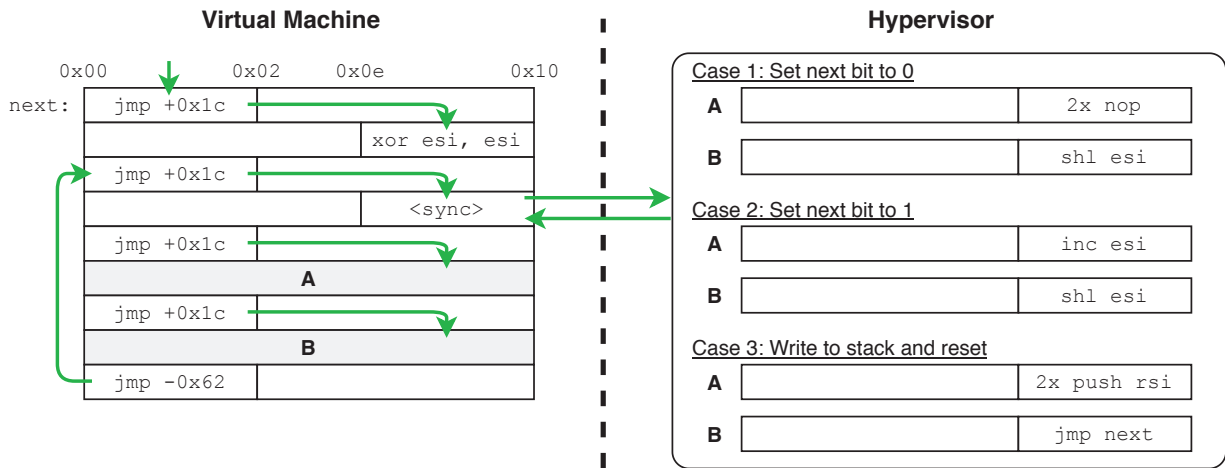 Virtual Machine
0x00 0x02 0x0e 0x10
next: jmp +0x1c
xor esi, esi
jmp +0x1c
<sync>
jmp +0x1c
A
jmp +0x1c
B
jmp -0x62
Hypervisor
Case 1: Set next bit to 0
A 2x nop
B shl esi
Case 2: Set next bit to 1
A inc esi
B shl esi
Case 3: Write to stack and reset
A 2x push rsi
B jmp next